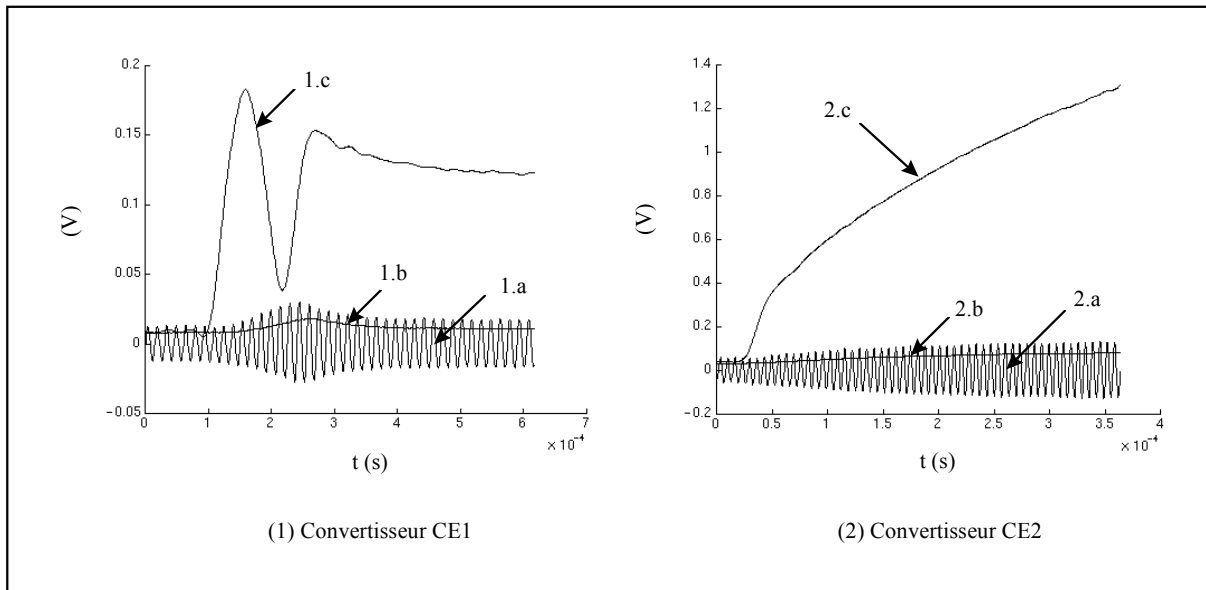 0.2
0.15
0.1
0.05
0
−0.05
(V)
1.c
1.b
1.a
0 1 2 3 4 5 6 7
× 10⁻⁴
t (s)
(1) Convertisseur CE1
1.4
1.2
1
0.8
0.6
0.4
0.2
0
−0.2
(V)
2.c
2.b
2.a
0 0.5 1 1.5 2 2.5 3 3.5 4
× 10⁻⁴
t (s)
(2) Convertisseur CE2